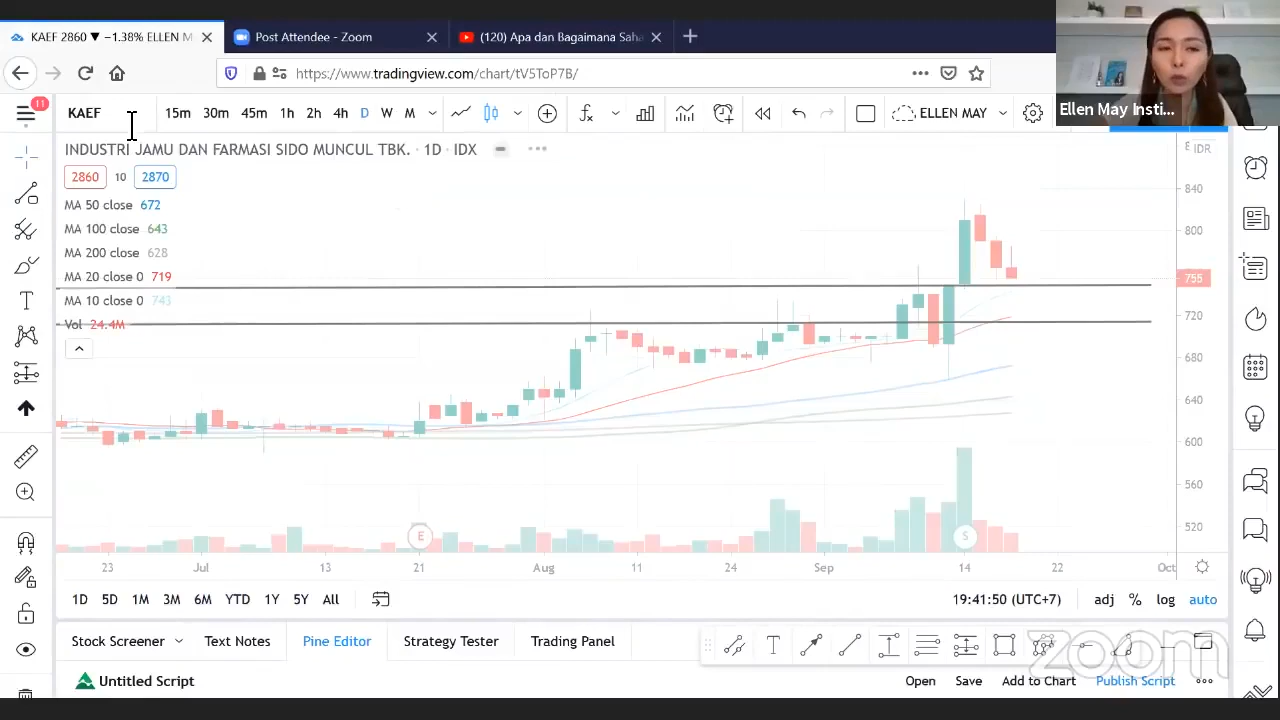 KAEF 2860 ▼ −1.38% ELLEN M
Post Attendee - Zoom
(120) Apa dan Bagaimana Saha
https://www.tradingview.com/chart/tV5ToP7B/
Ellen May Insti...
11
KAEF
15m 30m 45m 1h 2h 4h D W M
ELLEN MAY
INDUSTRI JAMU DAN FARMASI SIDO MUNCUL TBK. · 1D · IDX
IDR
2860 10 2870
MA 50 close 672
MA 100 close 643
MA 200 close 628
MA 20 close 0 719
MA 10 close 0 743
Vol 24.4M
840
800
755
720
680
640
600
560
520
E
S
23 Jul 13 21 Aug 11 24 Sep 14 22 Oct
1D 5D 1M 3M 6M YTD 1Y 5Y All
19:41:50 (UTC+7) adj % log auto
Stock Screener Text Notes Pine Editor Strategy Tester Trading Panel
zoom
Untitled Script
Open Save Add to Chart Publish Script